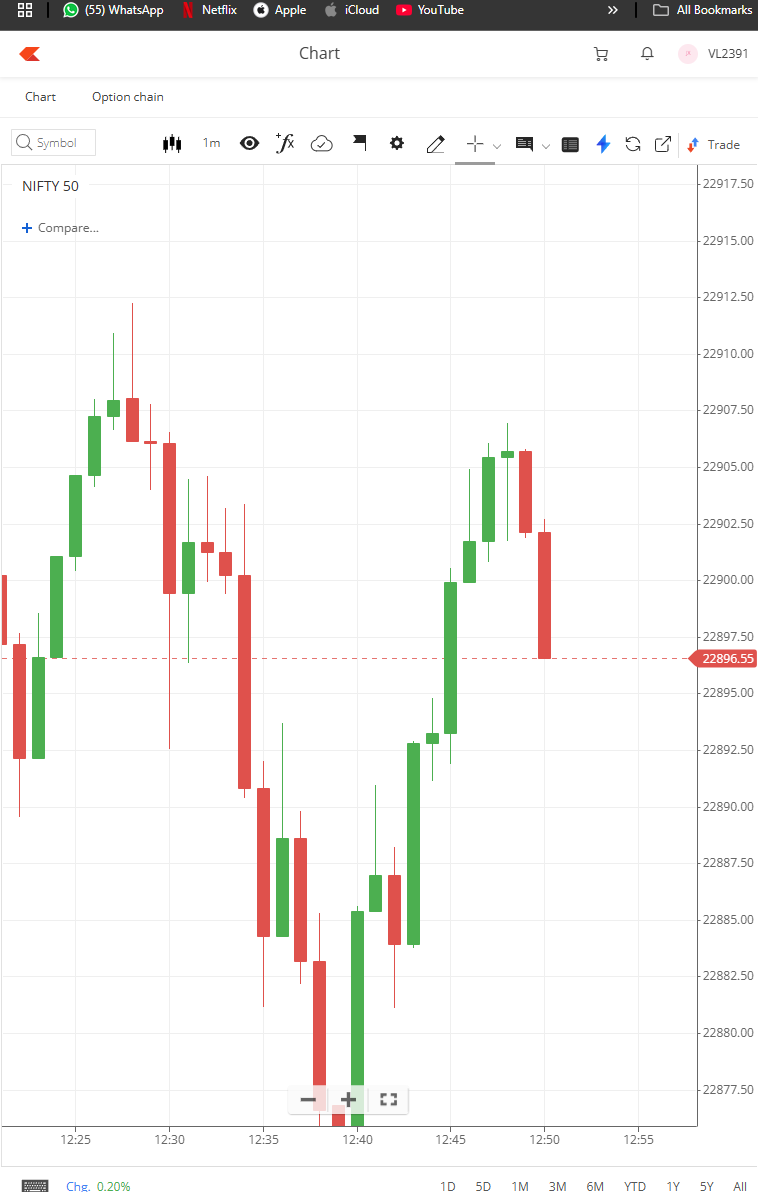 (55) WhatsApp Netflix Apple iCloud YouTube » All Bookmarks
Chart VL2391
Chart Option chain
Symbol 1m Trade
NIFTY 50
+ Compare...
22917.50
22915.00
22912.50
22910.00
22907.50
22905.00
22902.50
22900.00
22897.50
22896.55
22895.00
22892.50
22890.00
22887.50
22885.00
22882.50
22880.00
22877.50
12:25 12:30 12:35 12:40 12:45 12:50 12:55
Chg. 0.20% 1D 5D 1M 3M 6M YTD 1Y 5Y All